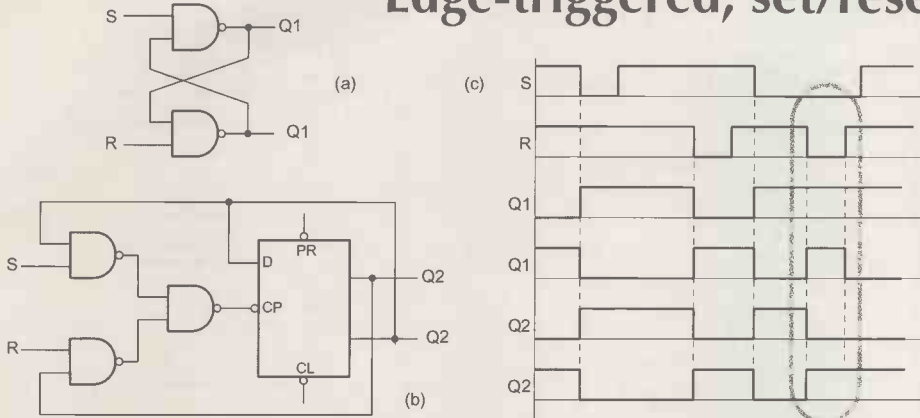 Edge-triggered, set/rese
S
Q1
(a)
R
Q1
S
PR
D
Q2
CP
R
Q2
CL
(b)
(c)
S
R
Q1
Q1
Q2
Q2